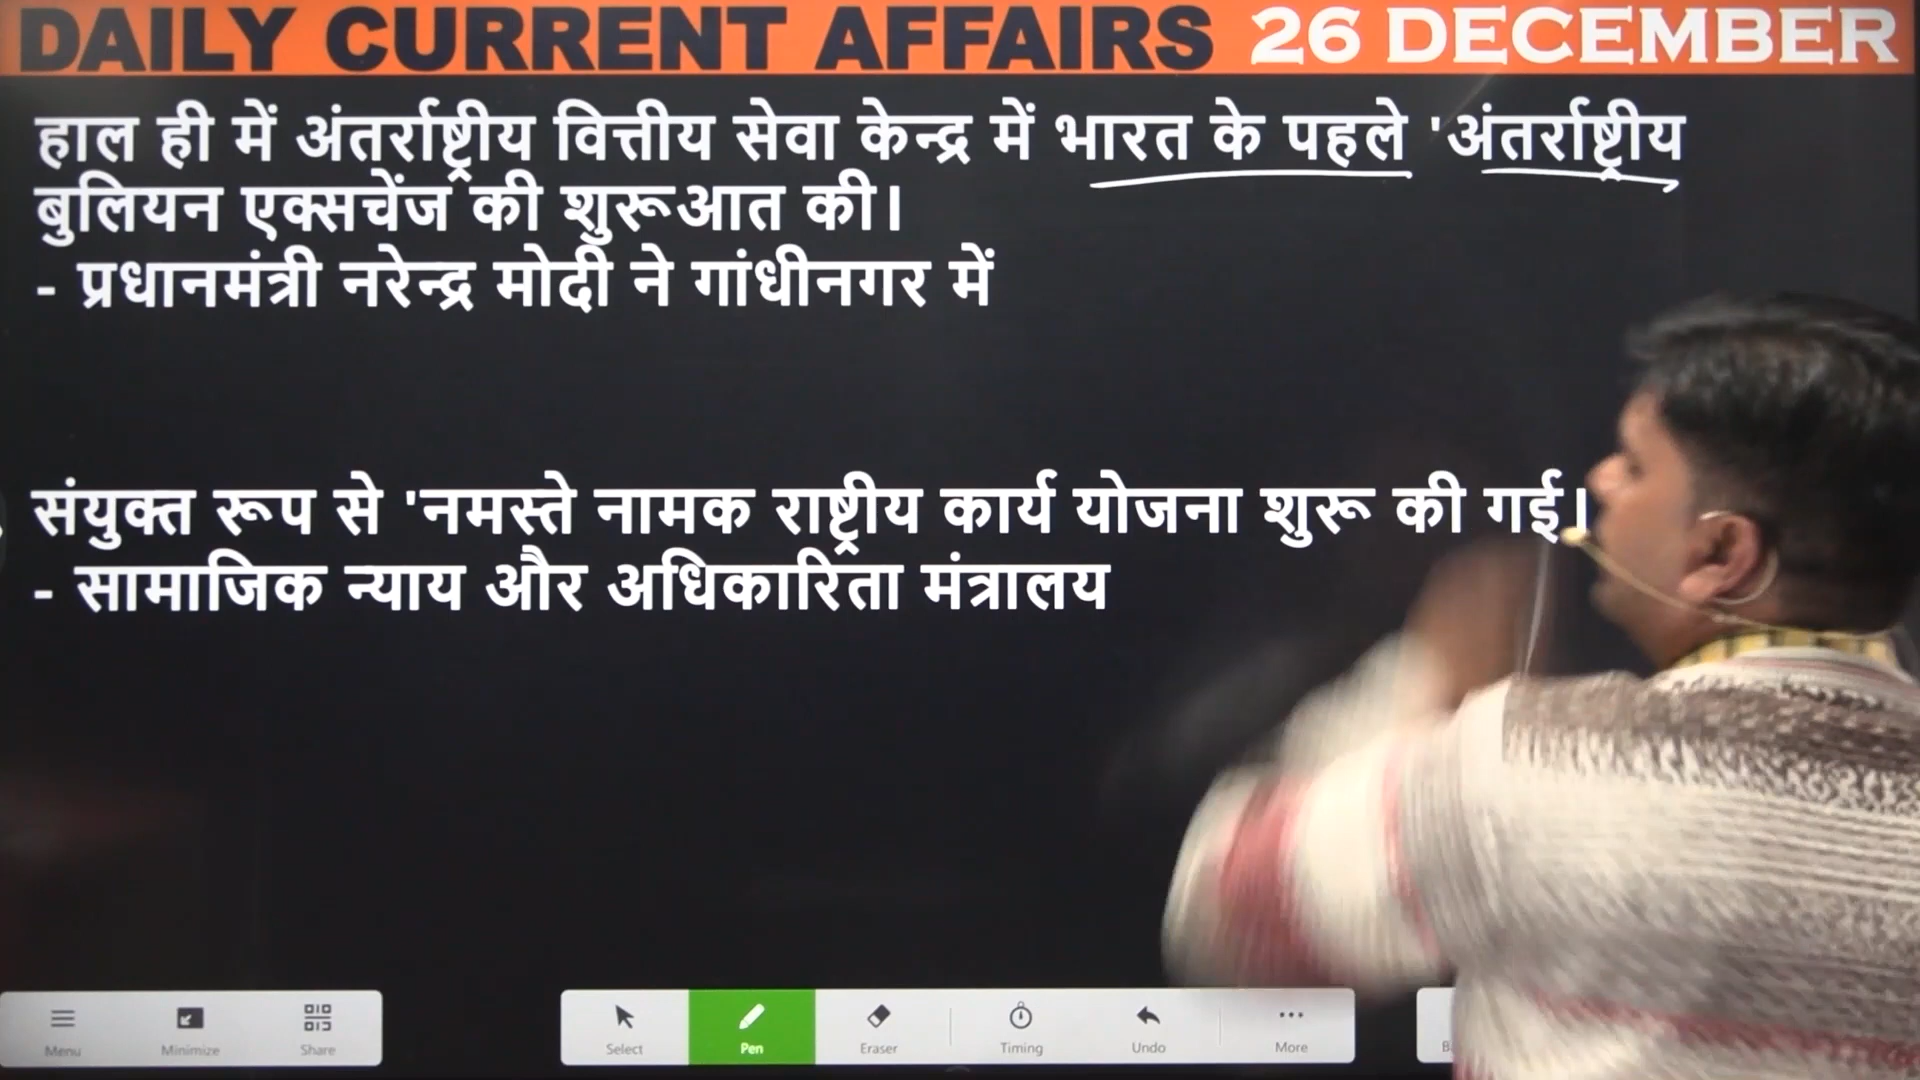 DAILY CURRENT AFFAIRS 26 DECEMBER
हाल ही में अंतर्राष्ट्रीय वित्तीय सेवा केन्द्र में भारत के पहले 'अंतर्राष्ट्रीय
बुलियन एक्सचेंज की शुरूआत की।
- प्रधानमंत्री नरेन्द्र मोदी ने गांधीनगर में
संयुक्त रूप से 'नमस्ते नामक राष्ट्रीय कार्य योजना शुरू की गई।
- सामाजिक न्याय और अधिकारिता मंत्रालय
Menu Minimize Share Select Pen Eraser Timing Undo More